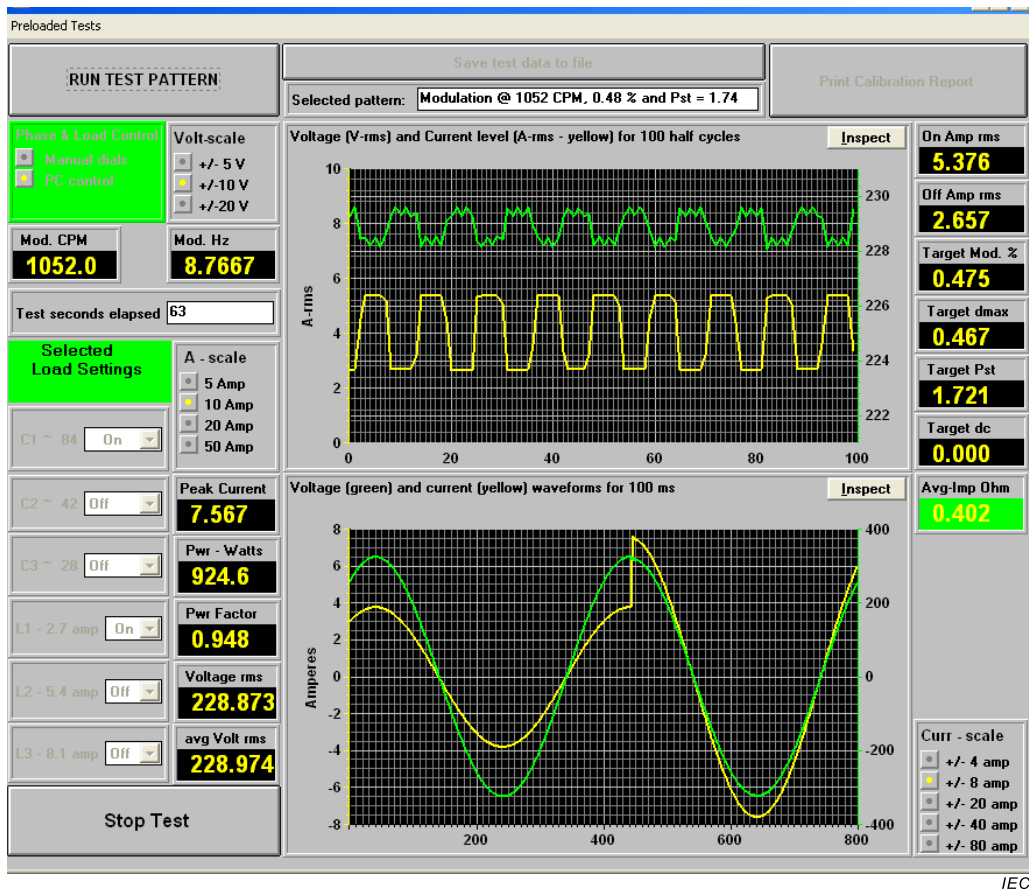 Preloaded Tests
RUN TEST PATTERN
Save test data to file
Print Calibration Report
Selected pattern: Modulation @ 1052 CPM, 0.48 % and Pst = 1.74
Phase & Load Control
Manual dials
PC control
Volt-scale
+/- 5 V
+/-10 V
+/-20 V
Mod. CPM
1052.0
Mod. Hz
8.7667
Test seconds elapsed 63
Selected
Load Settings
A - scale
5 Amp
10 Amp
20 Amp
50 Amp
C1 ~ 84 On
C2 ~ 42 Off
C3 ~ 28 Off
L1 - 2.7 amp On
L2 - 5.4 amp Off
L3 - 8.1 amp Off
Peak Current
7.567
Pwr - Watts
924.6
Pwr Factor
0.948
Voltage rms
228.873
avg Volt rms
228.974
Stop Test
Voltage (V-rms) and Current level (A-rms - yellow) for 100 half cycles
Inspect
10
8
6
4
2
0
A-rms
230
228
226
224
222
0 20 40 60 80 100
Voltage (green) and current (yellow) waveforms for 100 ms
Inspect
8
6
4
2
0
-2
-4
-6
-8
Amperes
400
200
0
-200
-400
200 400 600 800
On Amp rms
5.376
Off Amp rms
2.657
Target Mod. %
0.475
Target dmax
0.467
Target Pst
1.721
Target dc
0.000
Avg-Imp Ohm
0.402
Curr - scale
+/- 4 amp
+/- 8 amp
+/- 20 amp
+/- 40 amp
+/- 80 amp
IEC